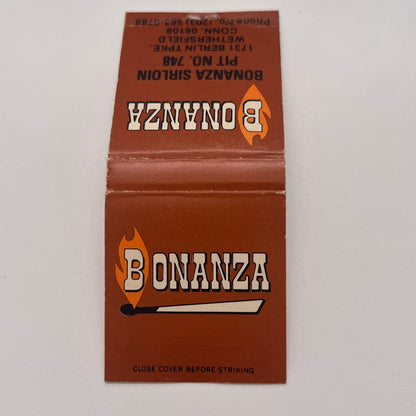 BONANZA
CLOSE COVER BEFORE STRIKING
BONANZA
BONANZA SIRLOIN
PIT NO. 748
1731 BERLIN TPKE.
WETHERSFIELD
CONN. 06109
Phone No., (203) 563-0788